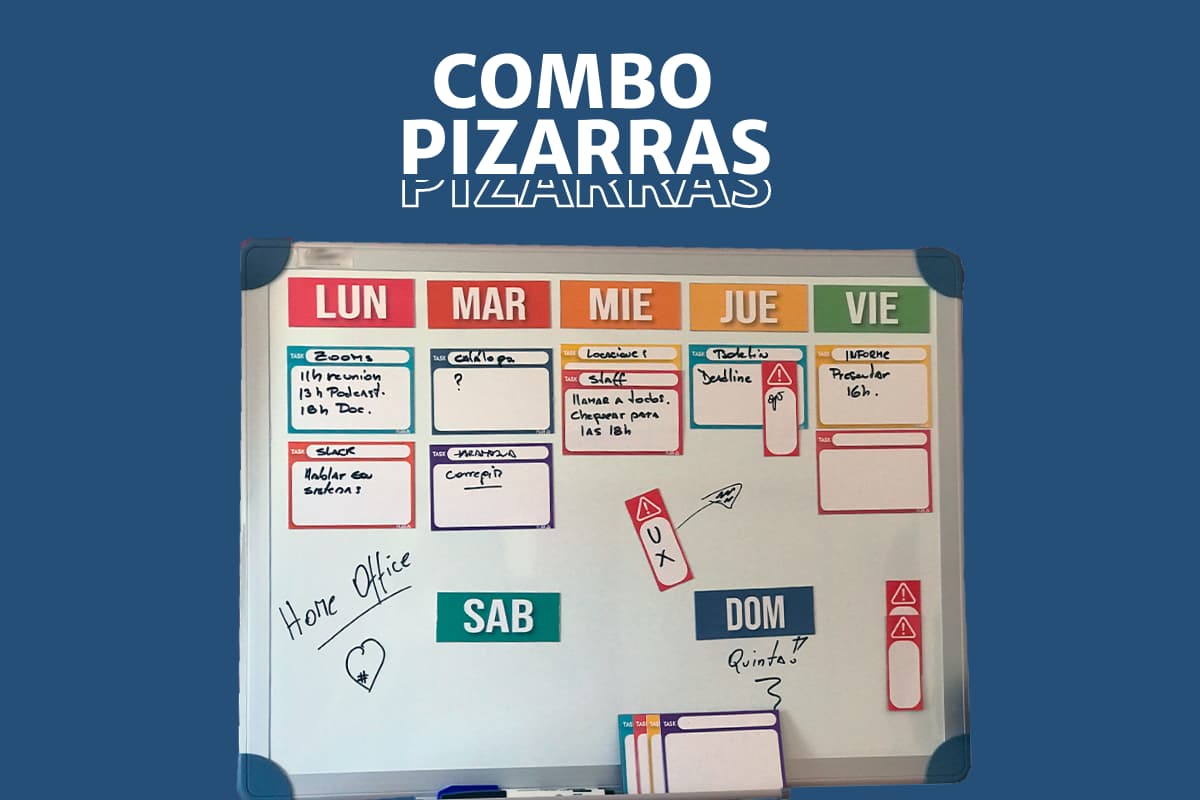 COMBO
PIZARRAS
PIZARRAS
LUN
MAR
MIE
JUE
VIE
TASK ZOOMS
11h reunion
13h Podcast.
18h Doc.
TASK catálogo
?
TASK Locaciones
TASK Staff
llamar a todos.
Chequear para
las 18h
TASK Boletín
Deadline
TASK INFORME
Presentar
16h.
TASK
TASK SLACK
Hablar con
sistemas
TASK
Corregir
UX
Home Office
#
SAB
DOM
Quinta!!
TASK
TASK
TASK
TASK